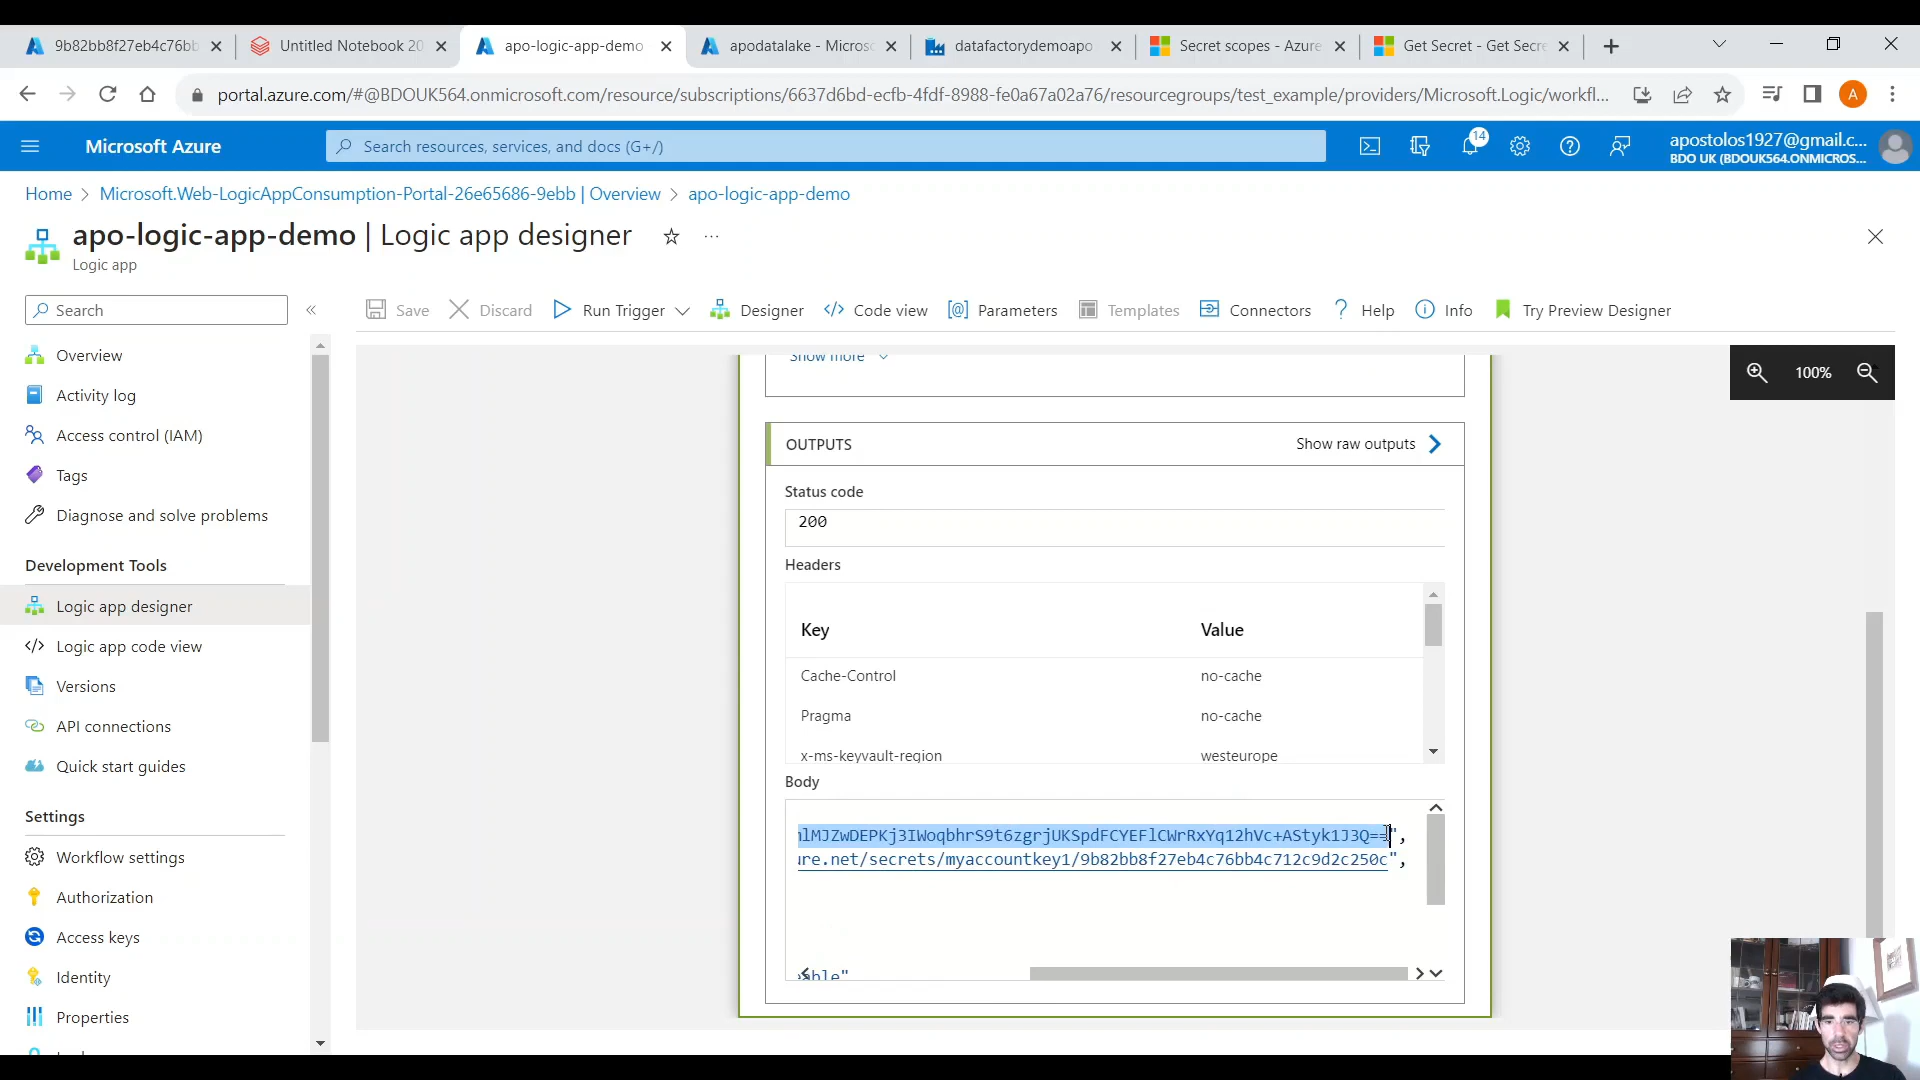 9b82bb8f27eb4c76bb
Untitled Notebook 20
apo-logic-app-demo
apodatalake - Micros
datafactorydemoapo
Secret scopes - Azure
Get Secret - Get Secre
portal.azure.com/#@BDOUK564.onmicrosoft.com/resource/subscriptions/6637d6bd-ecfb-4fdf-8988-fe0a67a02a76/resourcegroups/test_example/providers/Microsoft.Logic/workfl...
A
Microsoft Azure
Search resources, services, and docs (G+/)
14
apostolos1927@gmail.c...
BDO UK (BDOUK564.ONMICROS...
Home > Microsoft.Web-LogicAppConsumption-Portal-26e65686-9ebb | Overview > apo-logic-app-demo
apo-logic-app-demo | Logic app designer
Logic app
Search
Save
Discard
Run Trigger
Designer
Code view
Parameters
Templates
Connectors
Help
Info
Try Preview Designer
Overview
Activity log
Access control (IAM)
Tags
Diagnose and solve problems
Development Tools
Logic app designer
Logic app code view
Versions
API connections
Quick start guides
Settings
Workflow settings
Authorization
Access keys
Identity
Properties
Show more
100%
OUTPUTS
Show raw outputs
Status code
200
Headers
Key Value
Cache-Control no-cache
Pragma no-cache
x-ms-keyvault-region westeurope
Body
lMJZwDEPKj3IWoqbhrS9t6zgrjUKSpdFCYEFlCWrRxYq12hVc+AStyk1J3Q==",
ure.net/secrets/myaccountkey1/9b82bb8f27eb4c76bb4c712c9d2c250c",
able"